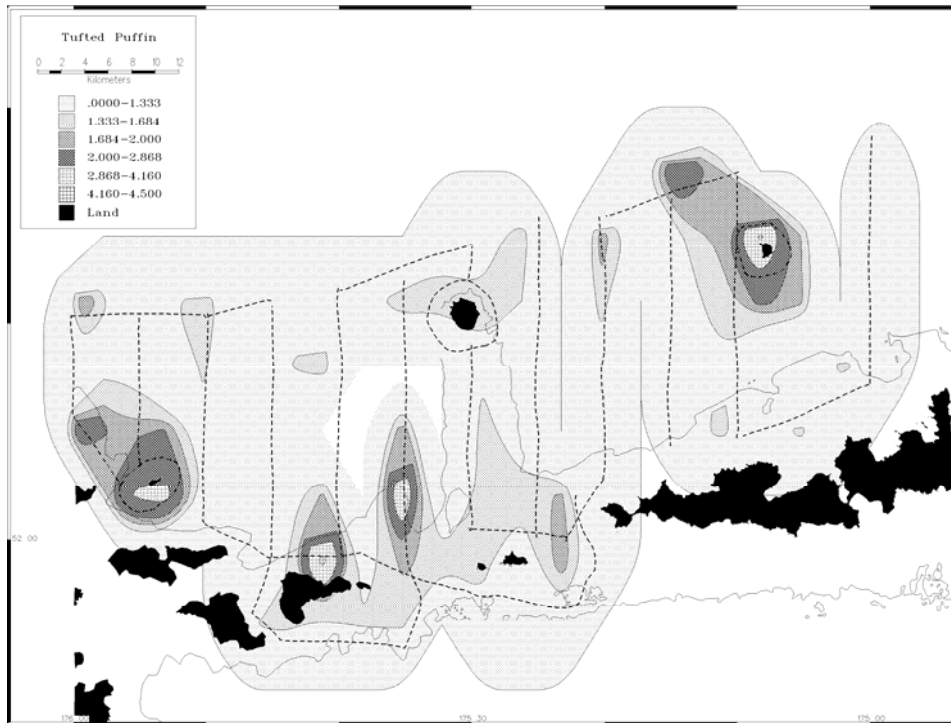 Tufted Puffin
0 2 4 6 8 10 12
Kilometers
.0000-1.333
1.333-1.684
1.684-2.000
2.000-2.868
2.868-4.160
4.160-4.500
Land
52 00
176 00 175 30 175 00